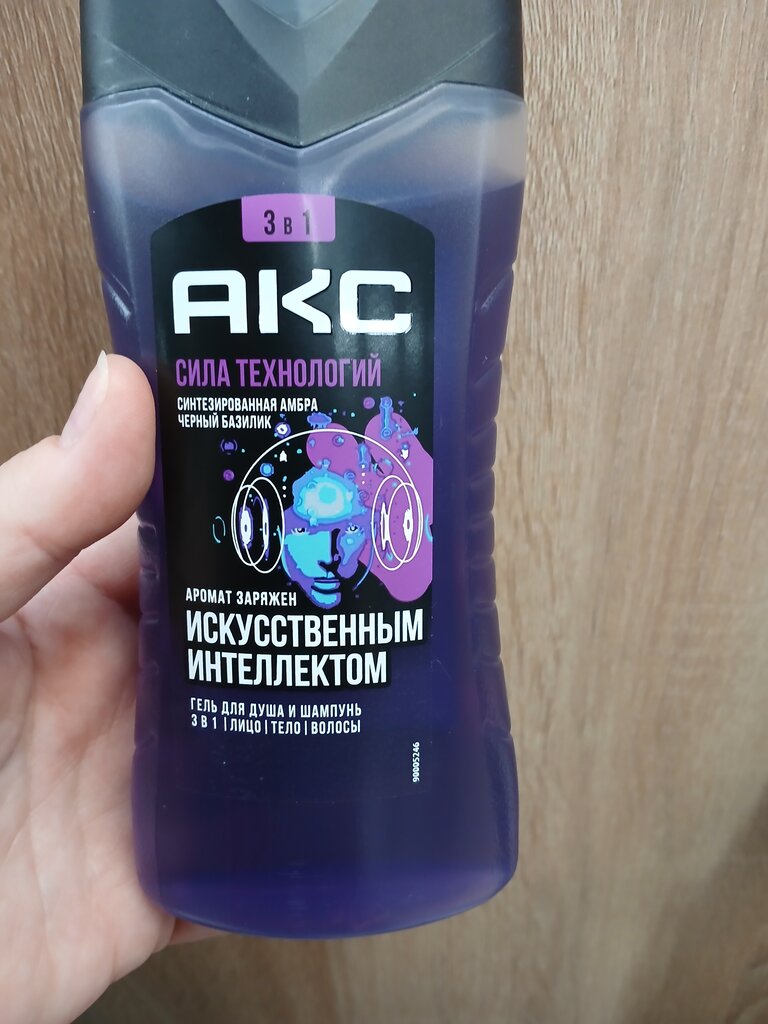 3 в 1
АКС
СИЛА ТЕХНОЛОГИЙ
СИНТЕЗИРОВАННАЯ АМБРА
ЧЕРНЫЙ БАЗИЛИК
АРОМАТ ЗАРЯЖЕН
ИСКУССТВЕННЫМ
ИНТЕЛЛЕКТОМ
ГЕЛЬ ДЛЯ ДУША И ШАМПУНЬ
3 В 1 | ЛИЦО | ТЕЛО | ВОЛОСЫ
90005246